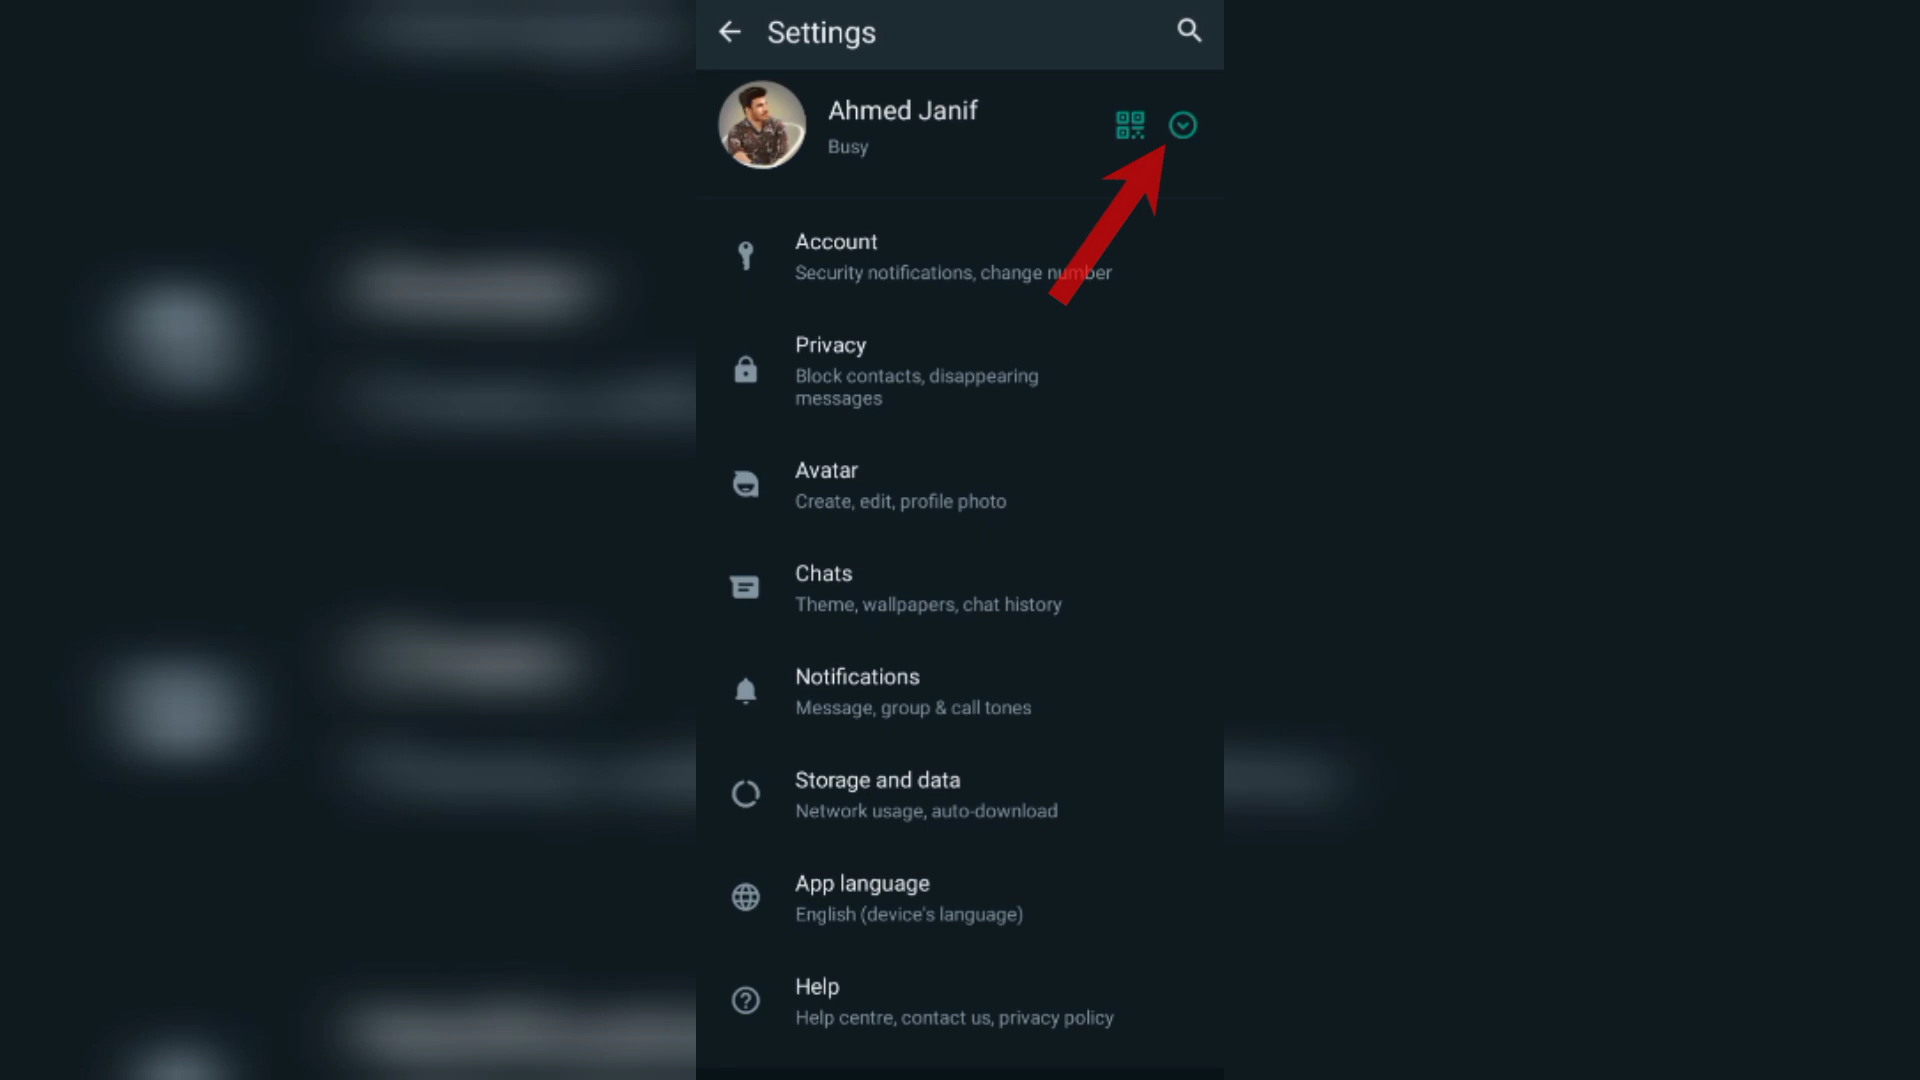 Settings
Ahmed Janif
Busy
Account
Security notifications, change number
Privacy
Block contacts, disappearing
messages
Avatar
Create, edit, profile photo
Chats
Theme, wallpapers, chat history
Notifications
Message, group & call tones
Storage and data
Network usage, auto-download
App language
English (device's language)
Help
Help centre, contact us, privacy policy